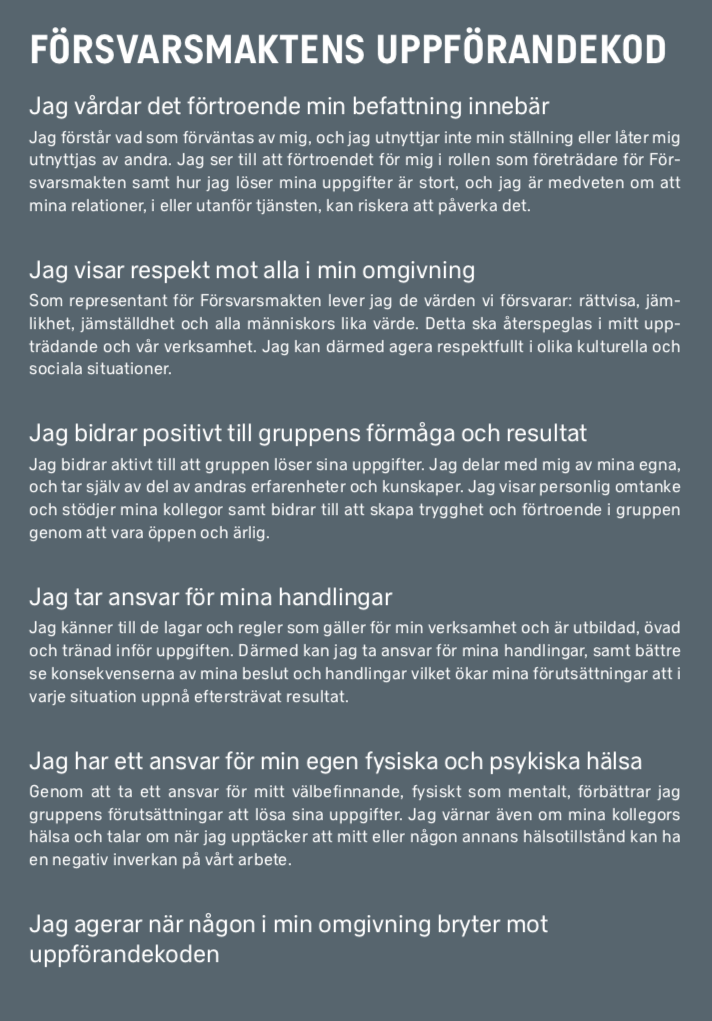 FÖRSVARSMAKTENS UPPFÖRANDEKOD
Jag vårdar det förtroende min befattning innebär
Jag förstår vad som förväntas av mig, och jag utnyttjar inte min ställning eller låter mig
utnyttjas av andra. Jag ser till att förtroendet för mig i rollen som företrädare för För-
svarsmakten samt hur jag löser mina uppgifter är stort, och jag är medveten om att
mina relationer, i eller utanför tjänsten, kan riskera att påverka det.
Jag visar respekt mot alla i min omgivning
Som representant för Försvarsmakten lever jag de värden vi försvarar: rättvisa, jäm-
likhet, jämställdhet och alla människors lika värde. Detta ska återspeglas i mitt upp-
trädande och vår verksamhet. Jag kan därmed agera respektfullt i olika kulturella och
sociala situationer.
Jag bidrar positivt till gruppens förmåga och resultat
Jag bidrar aktivt till att gruppen löser sina uppgifter. Jag delar med mig av mina egna,
och tar själv av del av andras erfarenheter och kunskaper. Jag visar personlig omtanke
och stödjer mina kollegor samt bidrar till att skapa trygghet och förtroende i gruppen
genom att vara öppen och ärlig.
Jag tar ansvar för mina handlingar
Jag känner till de lagar och regler som gäller för min verksamhet och är utbildad, övad
och tränad inför uppgiften. Därmed kan jag ta ansvar för mina handlingar, samt bättre
se konsekvenserna av mina beslut och handlingar vilket ökar mina förutsättningar att i
varje situation uppnå eftersträvat resultat.
Jag har ett ansvar för min egen fysiska och psykiska hälsa
Genom att ta ett ansvar för mitt välbefinnande, fysiskt som mentalt, förbättrar jag
gruppens förutsättningar att lösa sina uppgifter. Jag värnar även om mina kollegors
hälsa och talar om när jag upptäcker att mitt eller någon annans hälsotillstånd kan ha
en negativ inverkan på vårt arbete.
Jag agerar när någon i min omgivning bryter mot
uppförandekoden